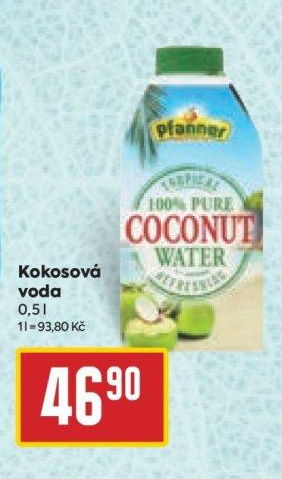 pfanner
TROPICAL
100% PURE
COCONUT
WATER
REFRESHING
Kokosová
voda
0,5 l
1 l = 93,80 Kč
46 90